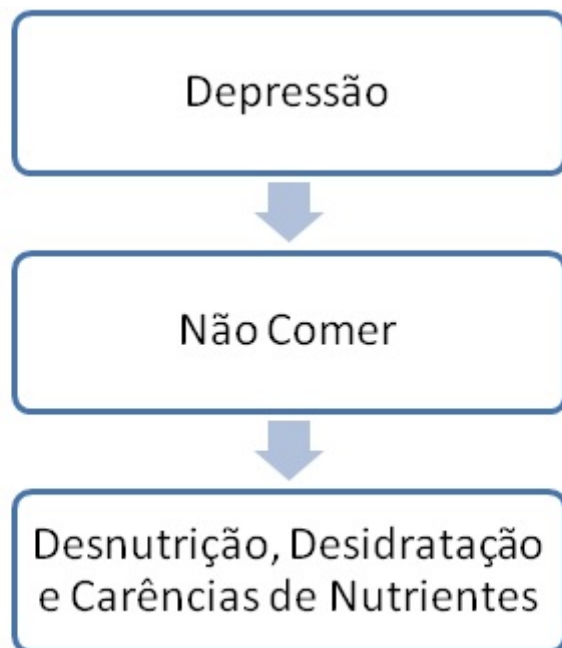 Depressão
Não Comer
Desnutrição, Desidratação
e Carências de Nutrientes